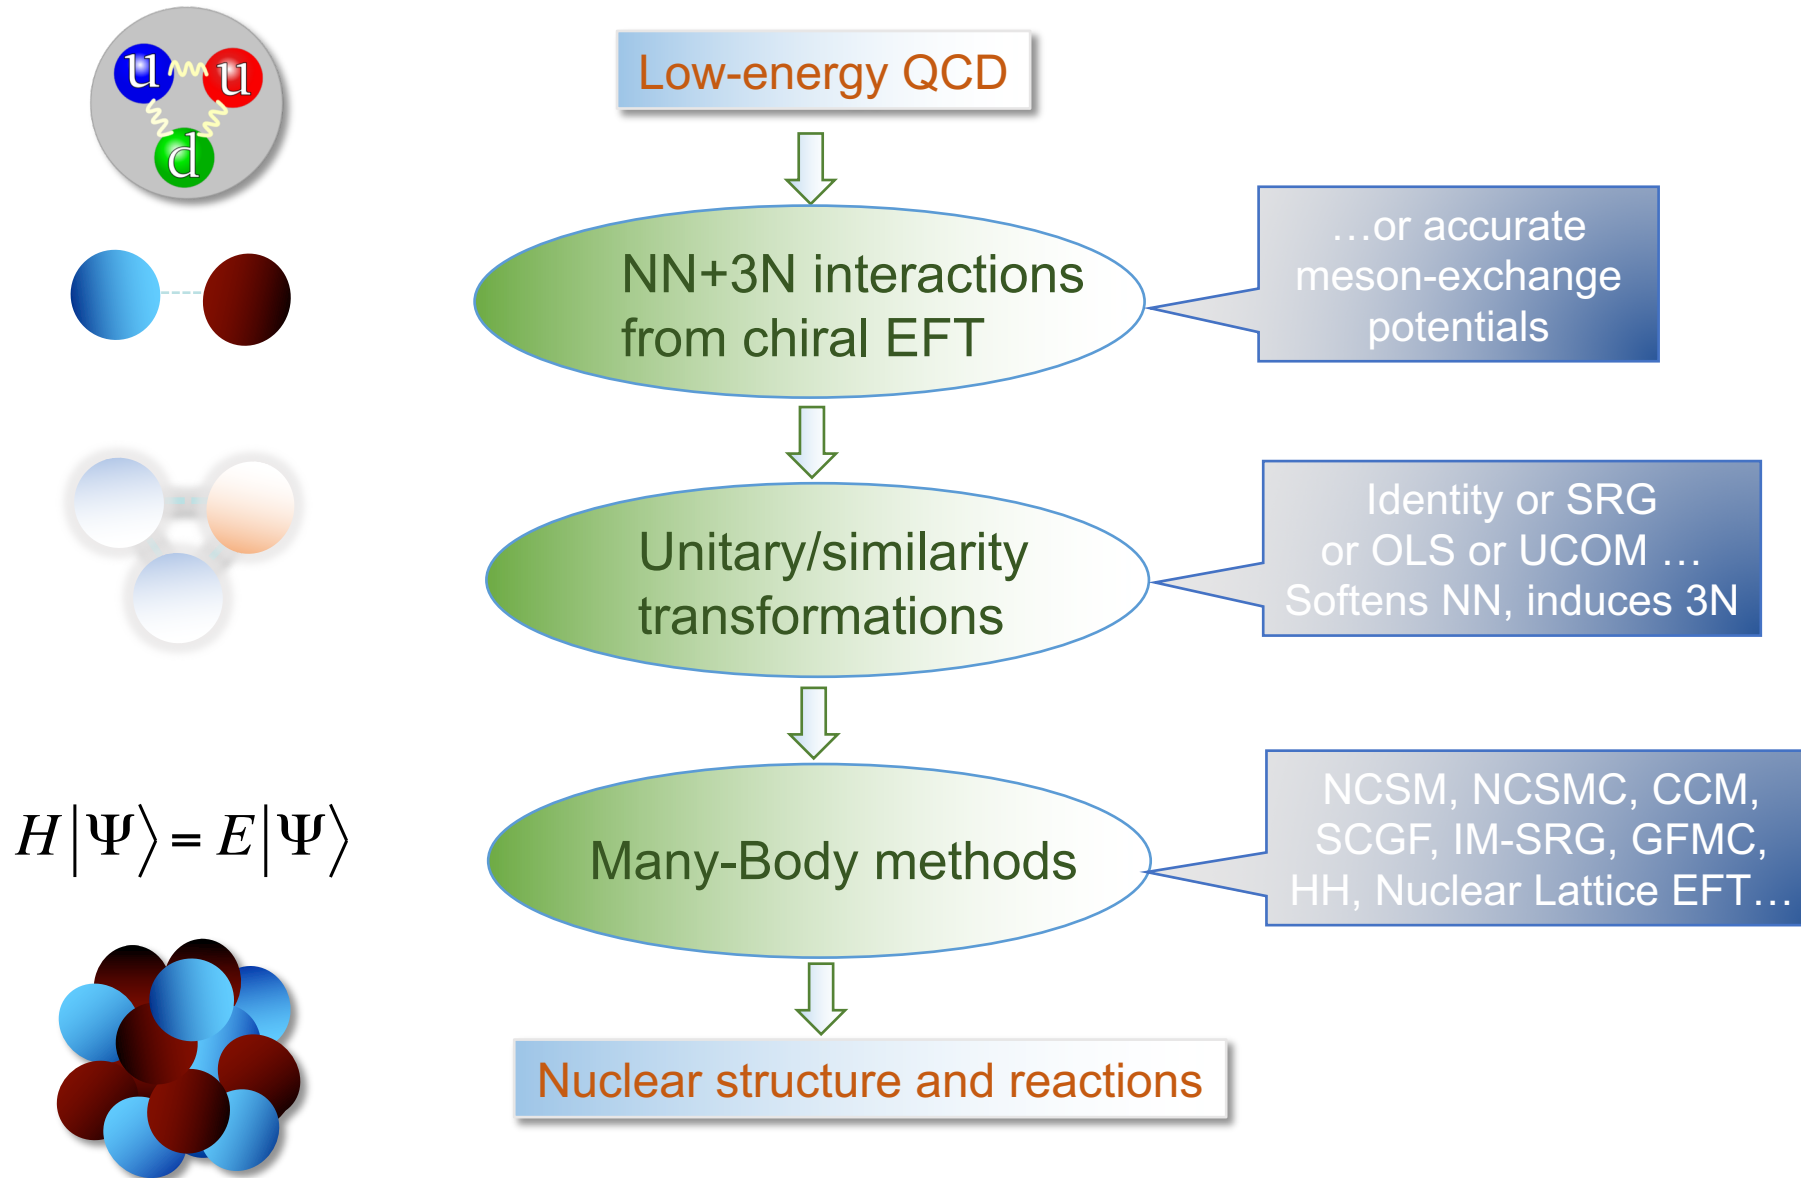 u u
d
Low-energy QCD
NN+3N interactions
from chiral EFT
…or accurate
meson-exchange
potentials
Unitary/similarity
transformations
Identity or SRG
or OLS or UCOM …
Softens NN, induces 3N
H|Ψ⟩ = E|Ψ⟩
Many-Body methods
NCSM, NCSMC, CCM,
SCGF, IM-SRG, GFMC,
HH, Nuclear Lattice EFT…
Nuclear structure and reactions